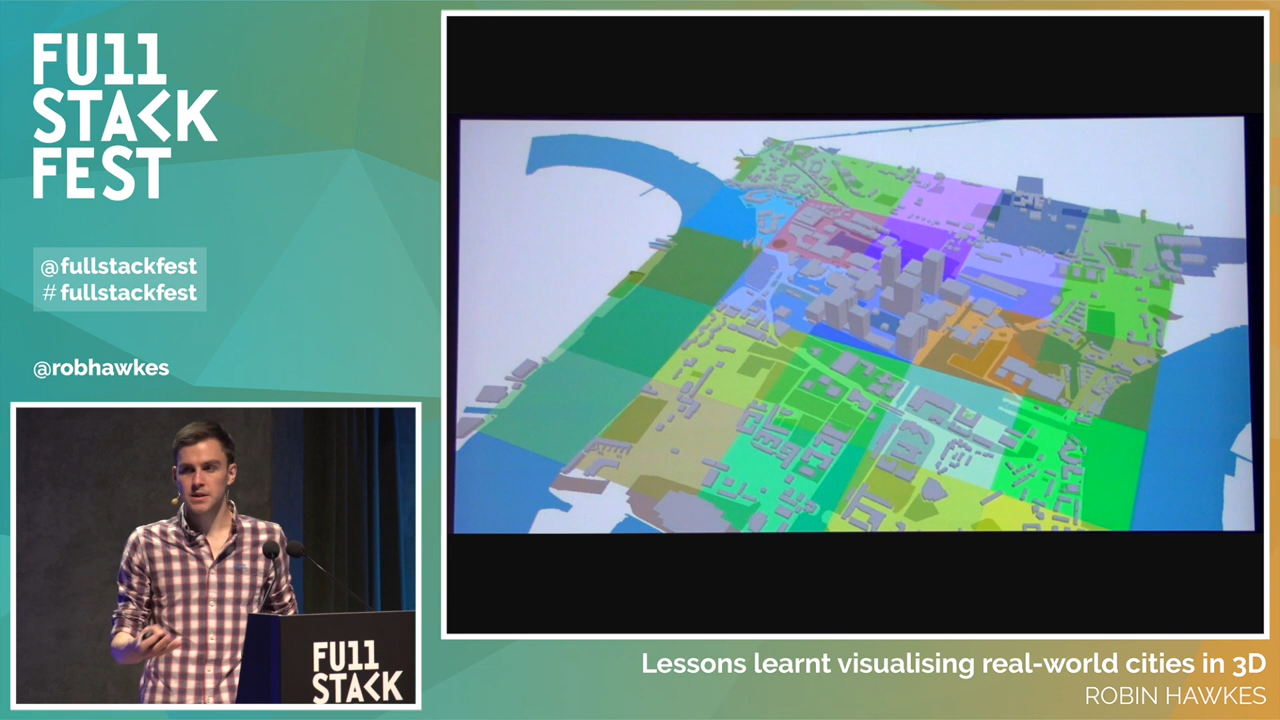 FU11
STACK
FEST
@fullstackfest
# fullstackfest
@robhawkes
FU11
STACK
Lessons learnt visualising real-world cities in 3D
ROBIN HAWKES